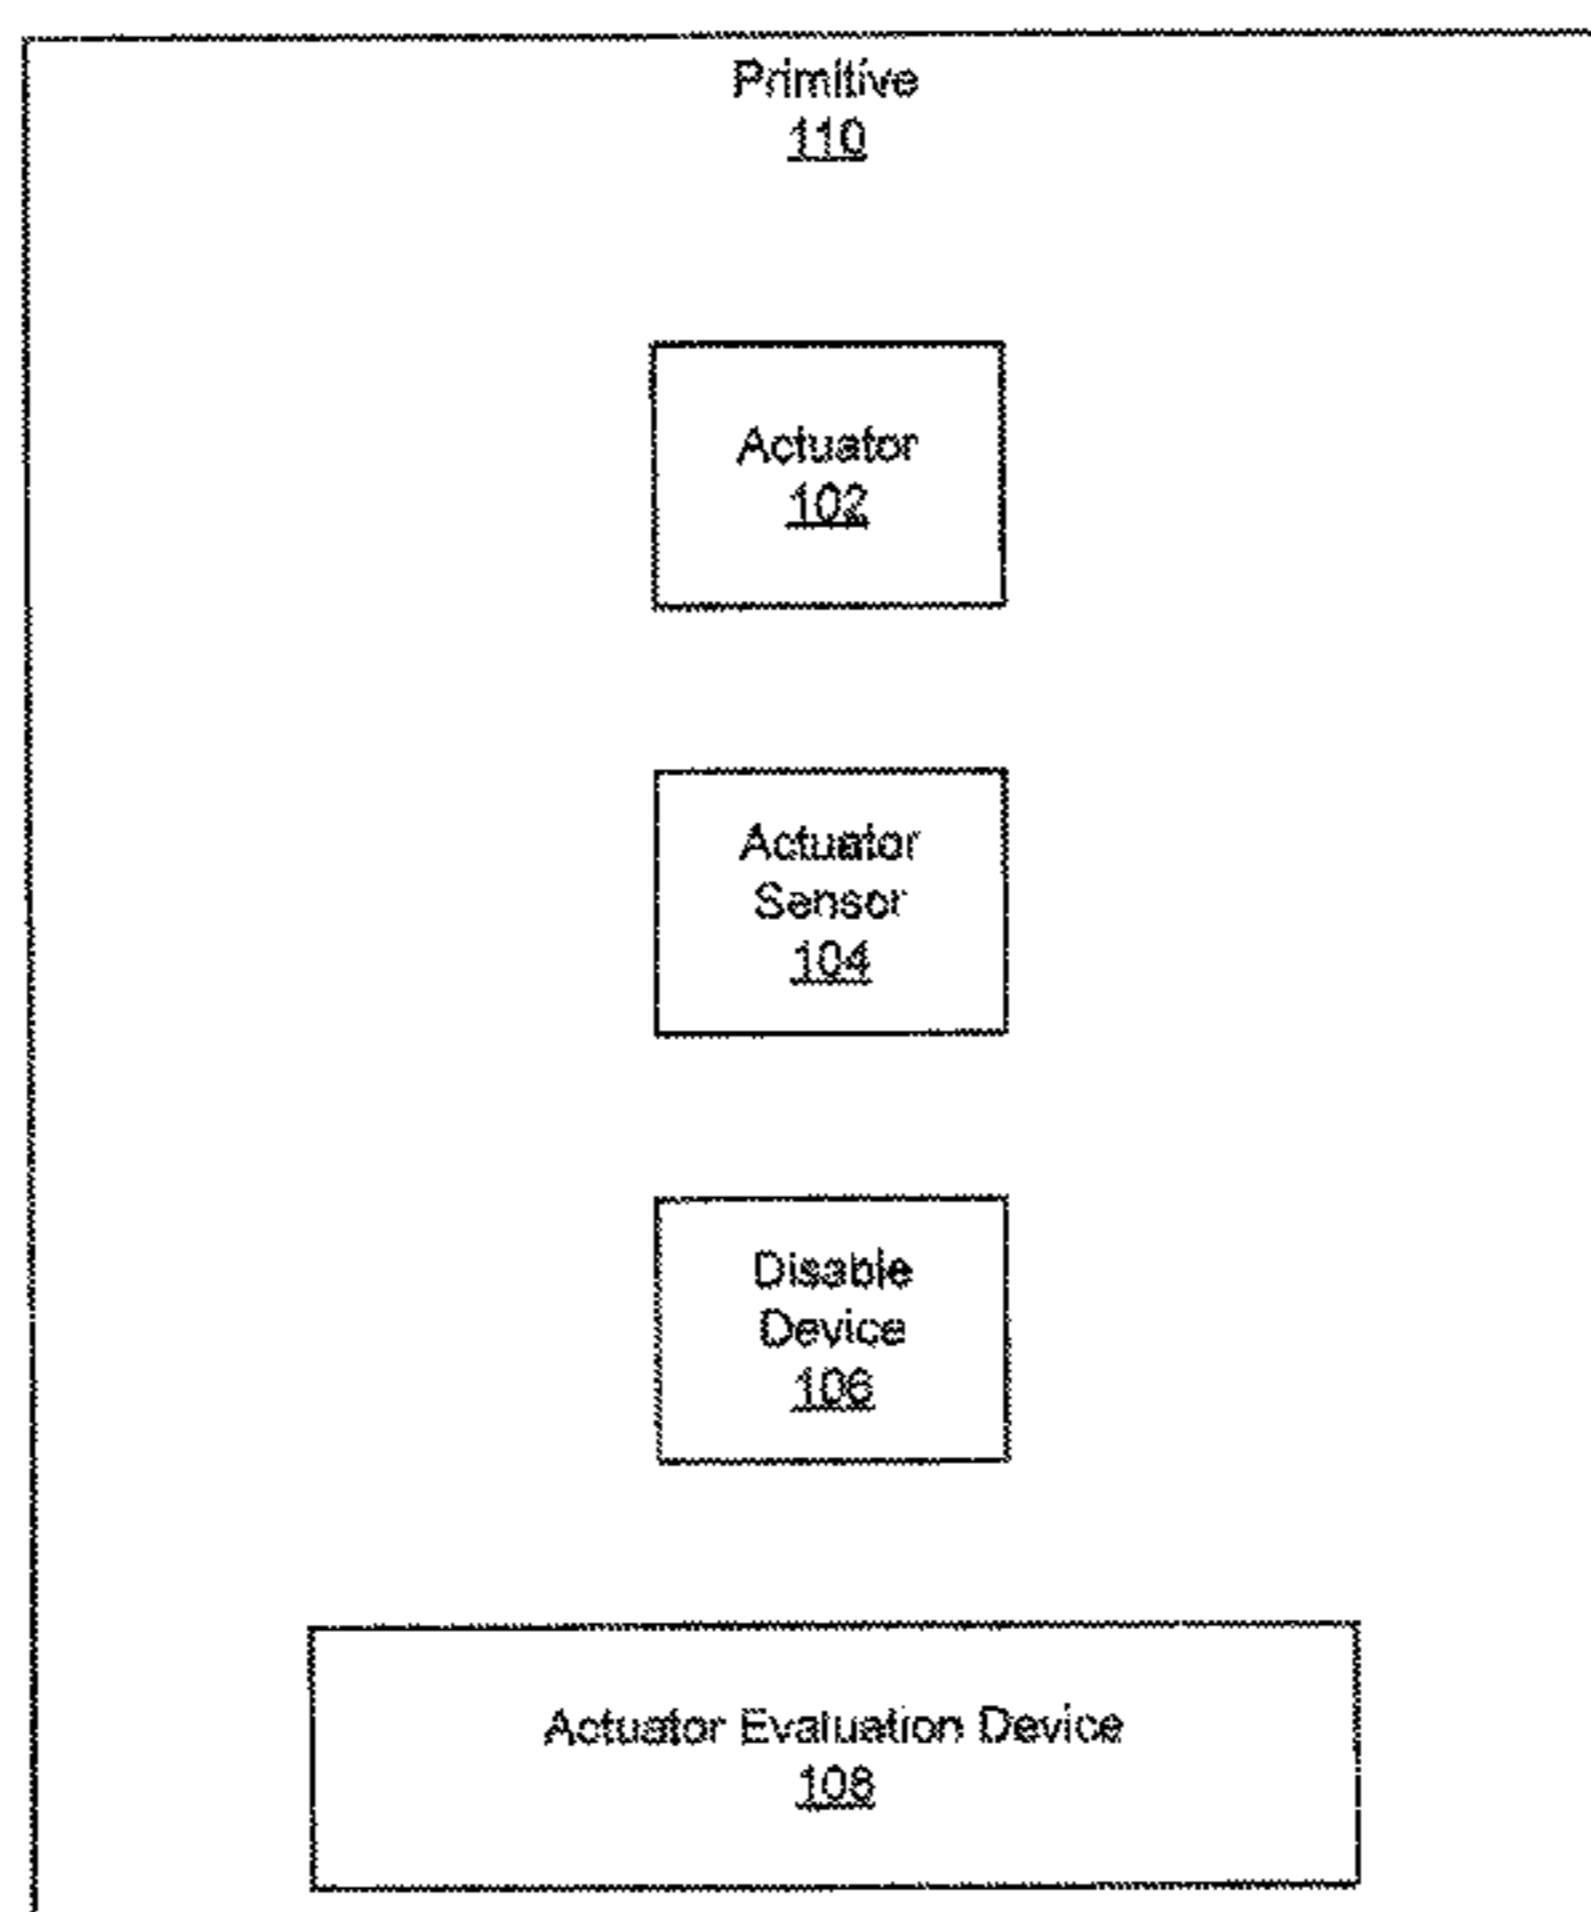 Primitive
110
Actuator
102
Actuator
Sensor
104
Disable
Device
106
Actuator Evaluation Device
108